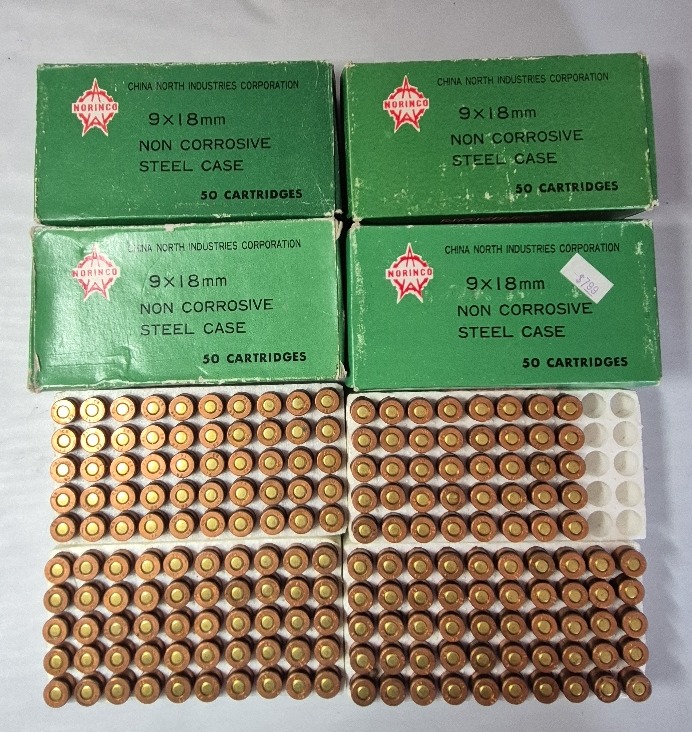 CHINA NORTH INDUSTRIES CORPORATION
NORINCO
9×18mm
NON CORROSIVE
STEEL CASE
50 CARTRIDGES
CHINA NORTH INDUSTRIES CORPORATION
NORINCO
9×18mm
NON CORROSIVE
STEEL CASE
50 CARTRIDGES
CHINA NORTH INDUSTRIES CORPORATION
NORINCO
9×18mm
NON CORROSIVE
STEEL CASE
50 CARTRIDGES
CHINA NORTH INDUSTRIES CORPORATION
NORINCO
9×18mm
$7.99
NON CORROSIVE
STEEL CASE
50 CARTRIDGES